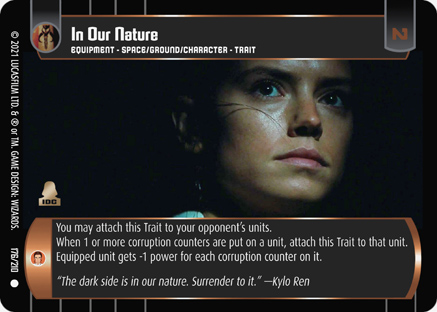 In Our Nature
EQUIPMENT - SPACE/GROUND/CHARACTER - TRAIT
N
© 2021 LUCASFILM LTD. & ® or TM. GAME DESIGN: WIZARDS.
176/210
IDC
You may attach this Trait to your opponent's units.
When 1 or more corruption counters are put on a unit, attach this Trait to that unit.
Equipped unit gets -1 power for each corruption counter on it.
"The dark side is in our nature. Surrender to it." —Kylo Ren